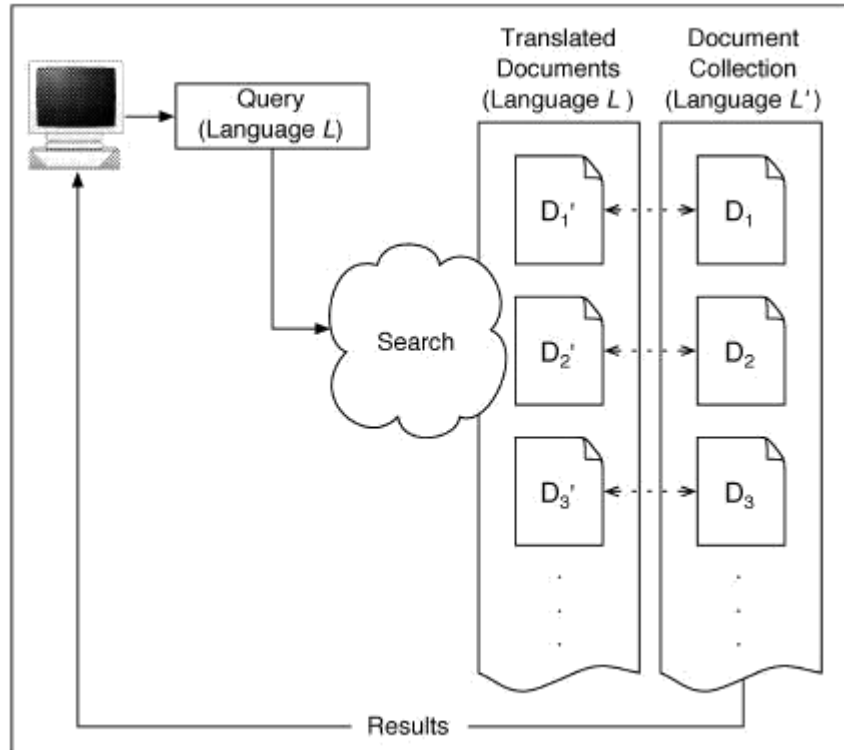 Translated
Documents
(Language L )
Document
Collection
(Language L')
Query
(Language L)
Search
D₁'
D₁
D₂'
D₂
D₃'
D₃
Results